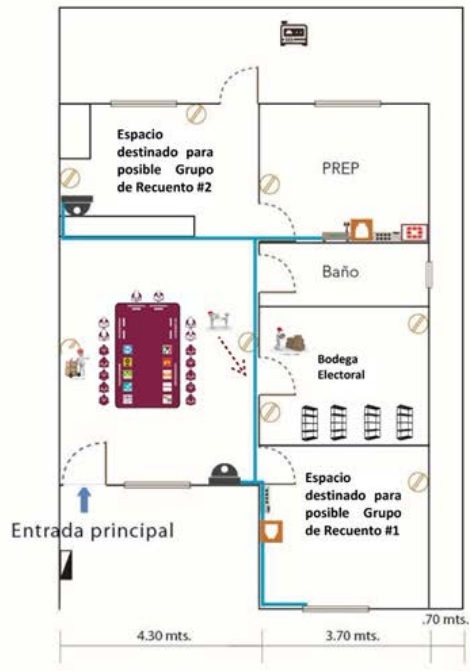 Espacio
destinado para
posible Grupo
de Recuento #2
PREP
Baño
Bodega
Electoral
Espacio
destinado para
posible Grupo
de Recuento #1
Entrada principal
.70 mts.
4.30 mts.
3.70 mts.